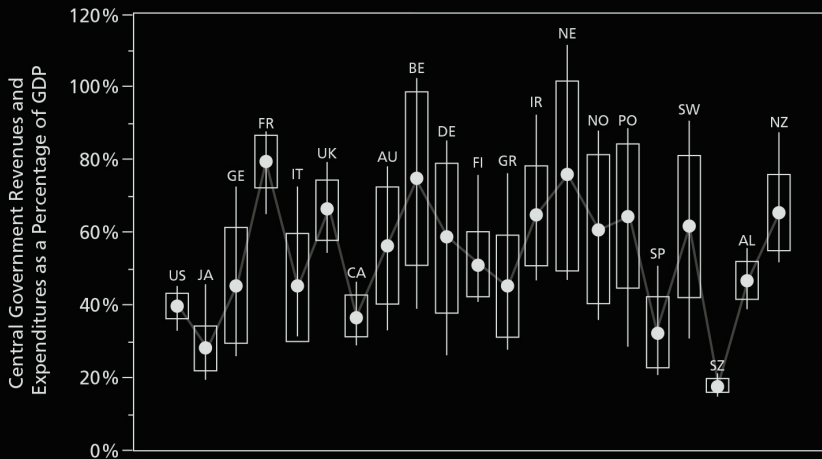 Central Government Revenues and
Expenditures as a Percentage of GDP
120%
100%
80%
60%
40%
20%
0%
US
JA
GE
FR
IT
UK
CA
AU
BE
DE
FI
GR
IR
NE
NO
PO
SP
SW
SZ
AL
NZ